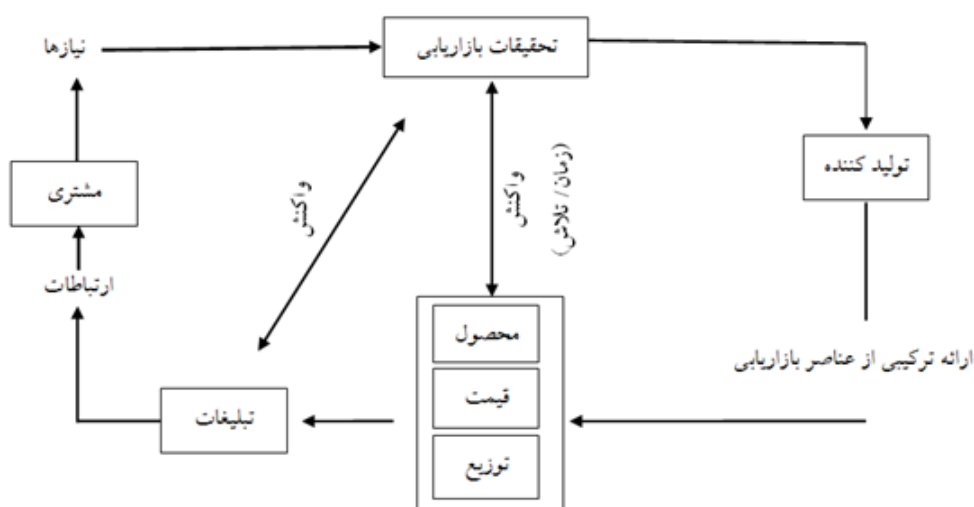 نیازها
تحقیقات بازاریابی
تولید کننده
مشتری
واکنش
واکنش
(زمان/ تلاش)
ارتباطات
محصول
قیمت
توزیع
ارائه ترکیبی از عناصر بازاریابی
تبلیغات